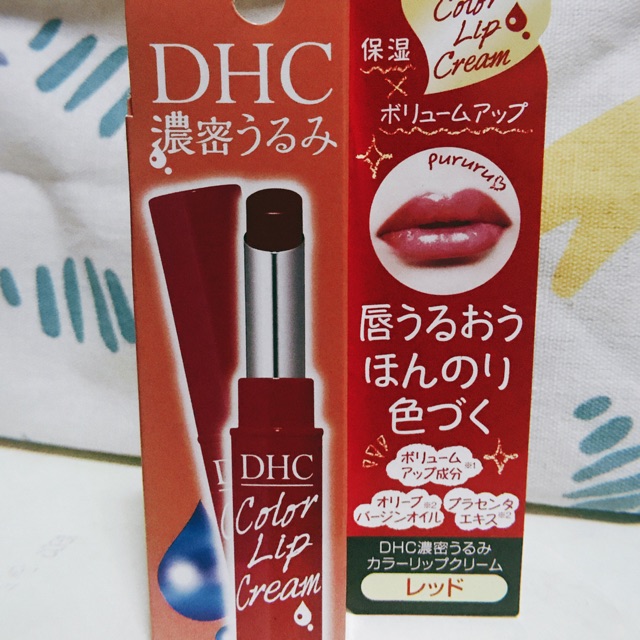 DHC
濃密うるみ
DHC
Color
Lip
Cream
Color
Lip
Cream
保湿
×
ボリュームアップ
pururu
唇うるおう
ほんのり
色づく
ボリューム
アップ成分※1
オリーブ※2
バージンオイル
プラセンタ
エキス※2
DHC濃密うるみ
カラーリップクリーム
レッド